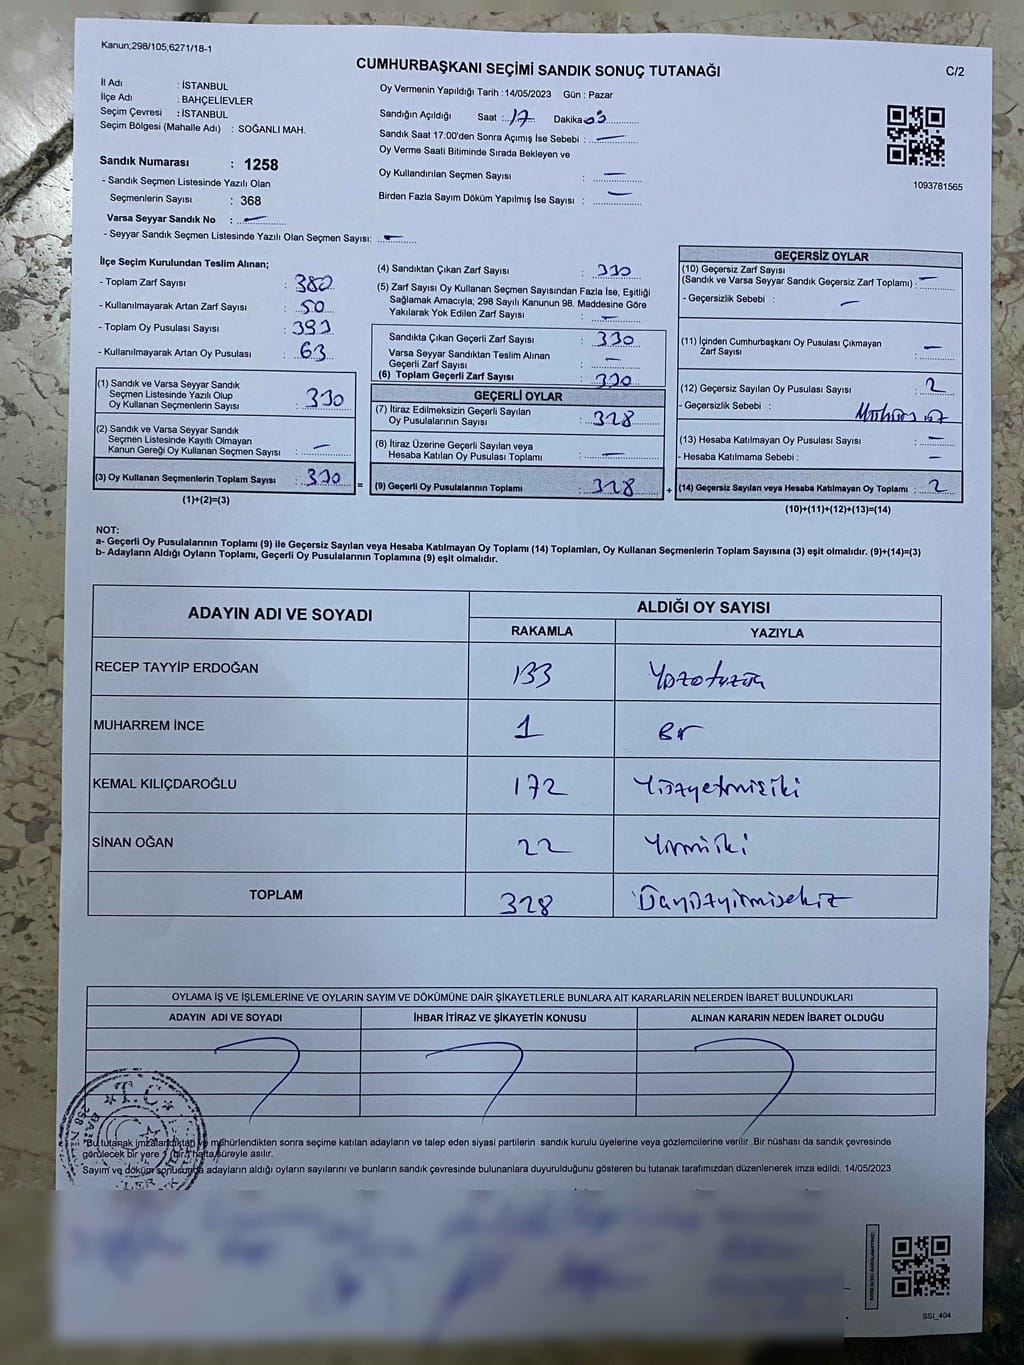 Kanun;298/105;6271/18-1
CUMHURBAŞKANI SEÇİMİ SANDIK SONUÇ TUTANAĞI
C/2
İl Adı : İSTANBUL
İlçe Adı : BAHÇELİEVLER
Seçim Çevresi : İSTANBUL
Seçim Bölgesi (Mahalle Adı) : SOĞANLI MAH.
Sandık Numarası : 1258
- Sandık Seçmen Listesinde Yazılı Olan
Seçmenlerin Sayısı : 368
Varsa Seyyar Sandık No : —
- Seyyar Sandık Seçmen Listesinde Yazılı Olan Seçmen Sayısı: —
Oy Vermenin Yapıldığı Tarih : 14/05/2023 Gün : Pazar
Sandığın Açıldığı Saat : 17 Dakika 03
Sandık Saat 17:00'den Sonra Açımış İse Sebebi : —
Oy Verme Saati Bitiminde Sırada Bekleyen ve
Oy Kullandırılan Seçmen Sayısı : —
Birden Fazla Sayım Döküm Yapılmış İse Sayısı : —
1093781565
İlçe Seçim Kurulundan Teslim Alınan;
- Toplam Zarf Sayısı : 380
- Kullanılmayarak Artan Zarf Sayısı : 50
- Toplam Oy Pusulası Sayısı : 393
- Kullanılmayarak Artan Oy Pusulası : 63
(1) Sandık ve Varsa Seyyar Sandık
Seçmen Listesinde Yazılı Olup
Oy Kullanan Seçmenlerin Sayısı : 330
(2) Sandık ve Varsa Seyyar Sandık
Seçmen Listesinde Kayıtlı Olmayan
Kanun Gereği Oy Kullanan Seçmen Sayısı : —
(3) Oy Kullanan Seçmenlerin Toplam Sayısı : 330
(1)+(2)=(3)
(4) Sandıktan Çıkan Zarf Sayısı : 330
(5) Zarf Sayısı Oy Kullanan Seçmen Sayısından Fazla İse, Eşitliği
Sağlamak Amacıyla; 298 Sayılı Kanunun 98. Maddesine Göre
Yakılarak Yok Edilen Zarf Sayısı : —
Sandıkta Çıkan Geçerli Zarf Sayısı : 330
Varsa Seyyar Sandıktan Teslim Alınan
Geçerli Zarf Sayısı : —
(6) Toplam Geçerli Zarf Sayısı : 330
GEÇERLİ OYLAR
(7) İtiraz Edilmeksizin Geçerli Sayılan
Oy Pusulalarının Sayısı : 328
(8) İtiraz Üzerine Geçerli Sayılan veya
Hesaba Katılan Oy Pusulası Toplamı : —
= (9) Geçerli Oy Pusulalarının Toplamı : 328 +
GEÇERSİZ OYLAR
(10) Geçersiz Zarf Sayısı
(Sandık ve Varsa Seyyar Sandık Geçersiz Zarf Toplamı) : —
- Geçersizlik Sebebi : —
(11) İçinden Cumhurbaşkanı Oy Pusulası Çıkmayan
Zarf Sayısı : —
(12) Geçersiz Sayılan Oy Pusulası Sayısı : 2
- Geçersizlik Sebebi :
(13) Hesaba Katılmayan Oy Pusulası Sayısı : —
- Hesaba Katılmama Sebebi : —
(14) Geçersiz Sayılan veya Hesaba Katılmayan Oy Toplamı : 2
(10)+(11)+(12)+(13)=(14)
NOT:
a- Geçerli Oy Pusulalarının Toplamı (9) ile Geçersiz Sayılan veya Hesaba Katılmayan Oy Toplamı (14) Toplamları, Oy Kullanan Seçmenlerin Toplam Sayısına (3) eşit olmalıdır. (9)+(14)=(3)
b- Adayların Aldığı Oyların Toplamı, Geçerli Oy Pusulalarının Toplamına (9) eşit olmalıdır.
ADAYIN ADI VE SOYADI ALDIĞI OY SAYISI
RAKAMLA YAZIYLA
RECEP TAYYİP ERDOĞAN 133 Yüzotuzüç
MUHARREM İNCE 1 Bir
KEMAL KILIÇDAROĞLU 172 Yüzyetmişiki
SİNAN OĞAN 22 Yirmiiki
TOPLAM 328 Üçyüzyirmisekiz
OYLAMA İŞ VE İŞLEMLERİNE VE OYLARIN SAYIM VE DÖKÜMÜNE DAİR ŞİKAYETLERLE BUNLARA AİT KARARLARIN NELERDEN İBARET BULUNDUKLARI
ADAYIN ADI VE SOYADI İHBAR İTİRAZ VE ŞİKAYETİN KONUSU ALINAN KARARIN NEDEN İBARET OLDUĞU
T.C
Bu tutanak imzalandıktan ve mühürlendikten sonra seçime katılan adayların ve talep eden siyasi partilerin sandık kurulu üyelerine veya gözlemcilerine verilir .Bir nüshası da sandık çevresinde
görülecek bir yere 1 (bir) hafta süreyle asılır.
Sayım ve döküm sonucunda adayların aldığı oyların sayılarını ve bunların sandık çevresinde bulunanlara duyurulduğunu gösteren bu tutanak tarafımızdan düzenlenerek imza edildi. 14/05/2023
SSİ_404